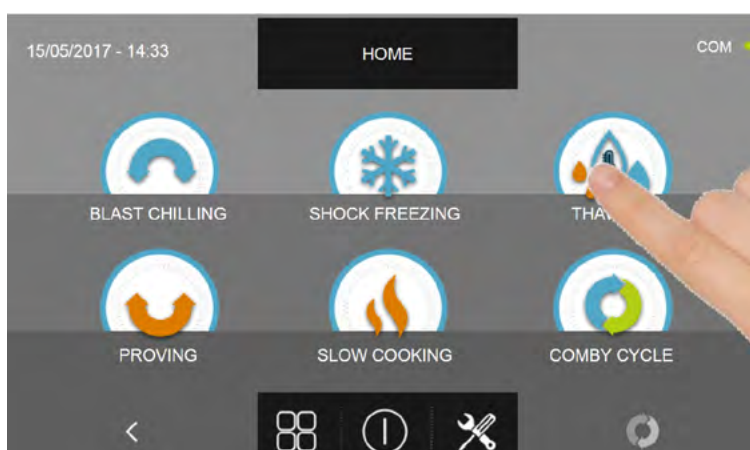 15/05/2017 - 14:33
HOME
COM
BLAST CHILLING
SHOCK FREEZING
PROVING
SLOW COOKING
COMBY CYCLE